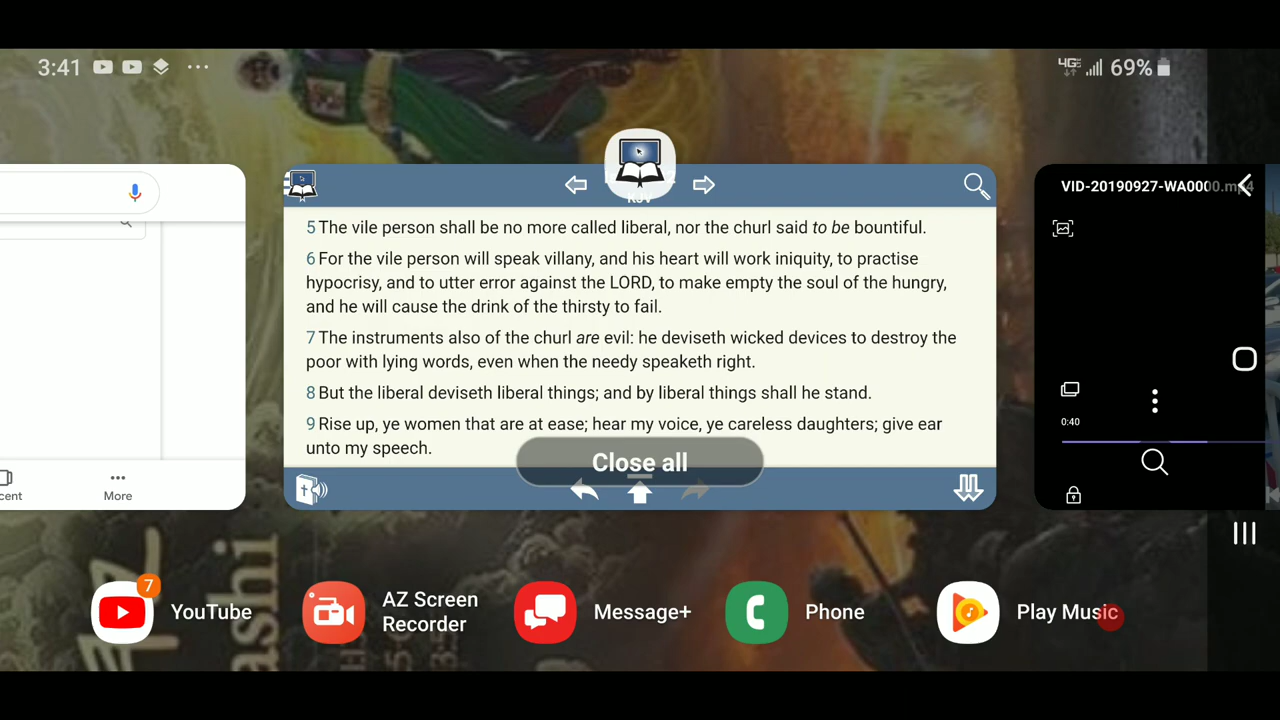 3:41
4G 69%
KJV
VID-20190927-WA0000.mp4
5 The vile person shall be no more called liberal, nor the churl said to be bountiful.
6 For the vile person will speak villany, and his heart will work iniquity, to practise
hypocrisy, and to utter error against the LORD, to make empty the soul of the hungry,
and he will cause the drink of the thirsty to fail.
7 The instruments also of the churl are evil: he deviseth wicked devices to destroy the
poor with lying words, even when the needy speaketh right.
8 But the liberal deviseth liberal things; and by liberal things shall he stand.
9 Rise up, ye women that are at ease; hear my voice, ye careless daughters; give ear
unto my speech.
0:40
Close all
cent
More
ashi
7
YouTube
AZ Screen
Recorder
Message+
Phone
Play Music